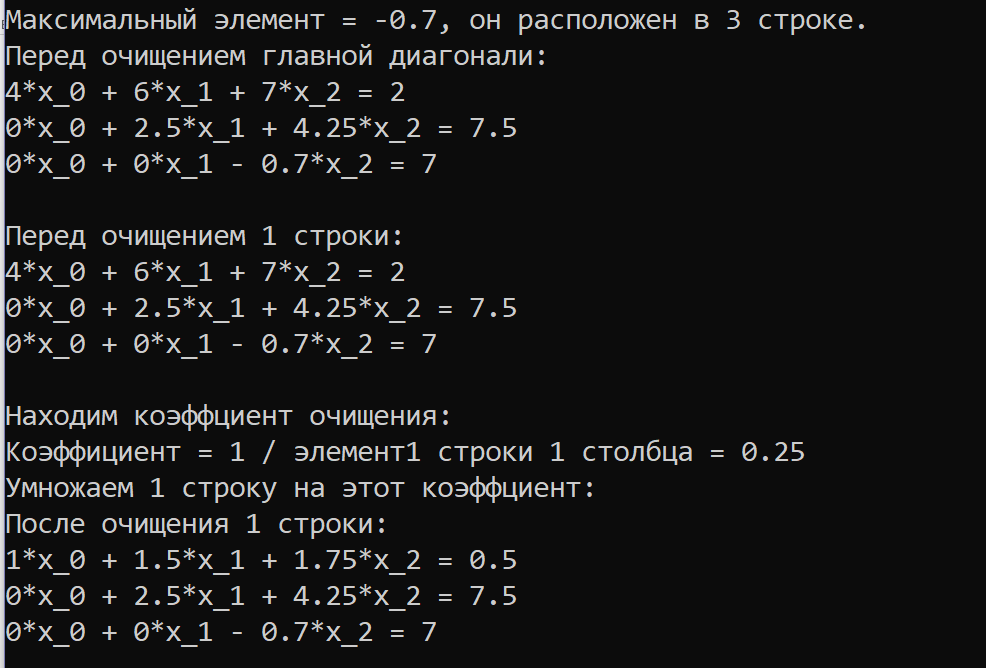 Максимальный элемент = -0.7, он расположен в 3 строке.
Перед очищением главной диагонали:
4*x_0 + 6*x_1 + 7*x_2 = 2
0*x_0 + 2.5*x_1 + 4.25*x_2 = 7.5
0*x_0 + 0*x_1 - 0.7*x_2 = 7
Перед очищением 1 строки:
4*x_0 + 6*x_1 + 7*x_2 = 2
0*x_0 + 2.5*x_1 + 4.25*x_2 = 7.5
0*x_0 + 0*x_1 - 0.7*x_2 = 7
Находим коэффциент очищения:
Коэффициент = 1 / элемент1 строки 1 столбца = 0.25
Умножаем 1 строку на этот коэффциент:
После очищения 1 строки:
1*x_0 + 1.5*x_1 + 1.75*x_2 = 0.5
0*x_0 + 2.5*x_1 + 4.25*x_2 = 7.5
0*x_0 + 0*x_1 - 0.7*x_2 = 7